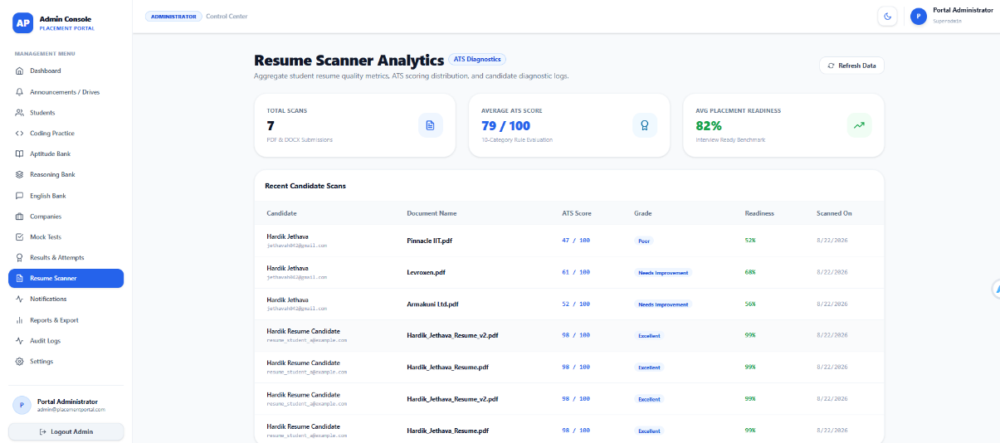 AP
Admin Console
PLACEMENT PORTAL
ADMINISTRATOR Control Center
P
Portal Administrator
Superadmin
MANAGEMENT MENU
Dashboard
Announcements / Drives
Students
Coding Practice
Aptitude Bank
Reasoning Bank
English Bank
Companies
Mock Tests
Results & Attempts
Resume Scanner
Notifications
Reports & Export
Audit Logs
Settings
P
Portal Administrator
admin@placementportal.com
Logout Admin
Resume Scanner Analytics ATS Diagnostics
Aggregate student resume quality metrics, ATS scoring distribution, and candidate diagnostic logs.
Refresh Data
TOTAL SCANS
7
PDF & DOCX Submissions
AVERAGE ATS SCORE
79 / 100
10-Category Rule Evaluation
AVG PLACEMENT READINESS
82%
Interview Ready Benchmark
Recent Candidate Scans
Candidate Document Name ATS Score Grade Readiness Scanned On
Hardik Jethava
jethavah042@gmail.com
Pinnacle IIT.pdf 47 / 100 Poor 52% 8/22/2026
Hardik Jethava
jethavah042@gmail.com
Levroxen.pdf 61 / 100 Needs Improvement 68% 8/22/2026
Hardik Jethava
jethavah042@gmail.com
Armakuni Ltd.pdf 52 / 100 Needs Improvement 56% 8/22/2026
Hardik Resume Candidate
resume_student_a@example.com
Hardik_Jethava_Resume_v2.pdf 98 / 100 Excellent 99% 8/22/2026
Hardik Resume Candidate
resume_student_a@example.com
Hardik_Jethava_Resume.pdf 98 / 100 Excellent 99% 8/22/2026
Hardik Resume Candidate
resume_student_a@example.com
Hardik_Jethava_Resume_v2.pdf 98 / 100 Excellent 99% 8/22/2026
Hardik Resume Candidate
resume_student_a@example.com
Hardik_Jethava_Resume.pdf 98 / 100 Excellent 99% 8/22/2026